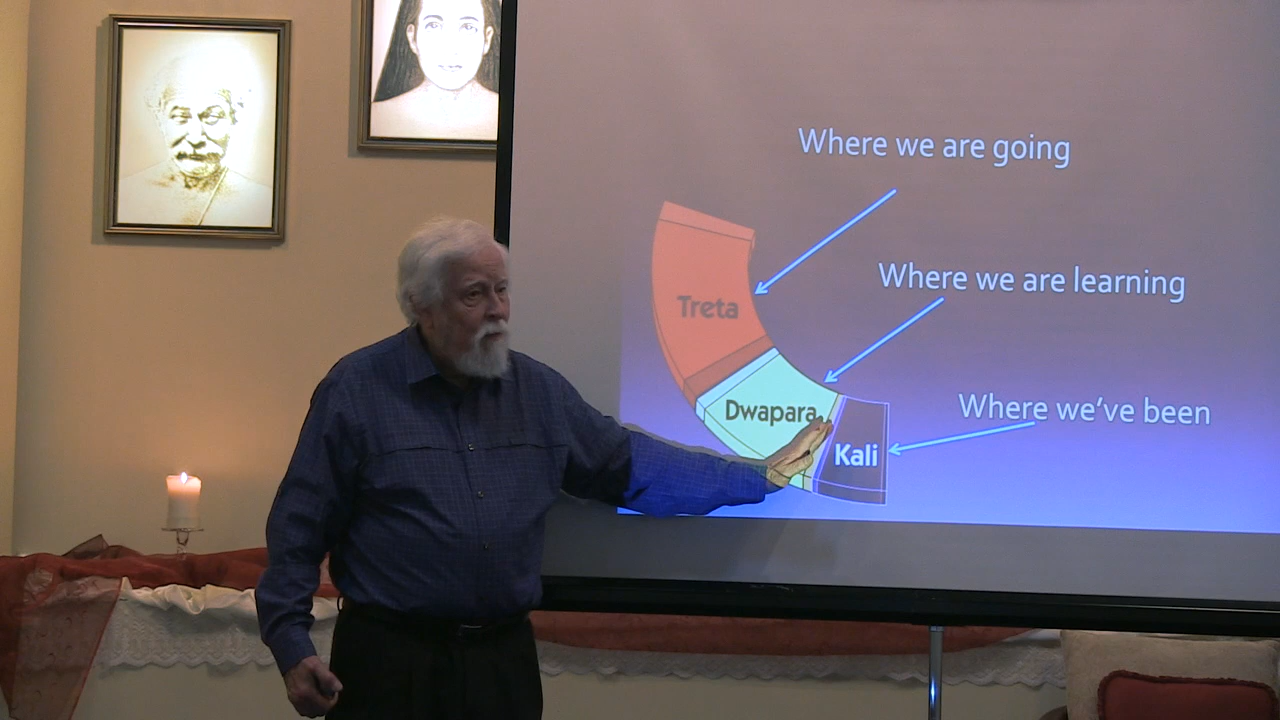 Where we are going
Where we are learning
Treta
Where we've been
Dwapara
Kali